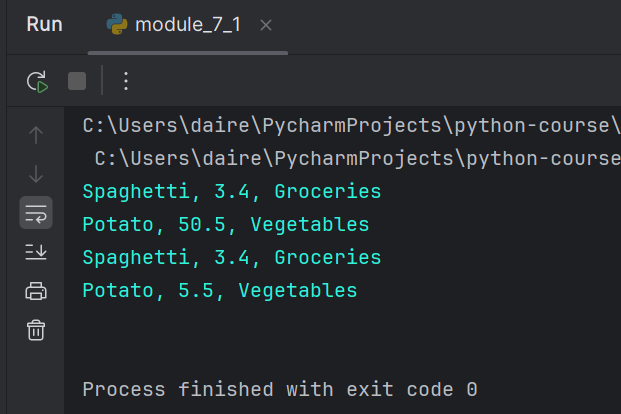 Run
module_7_1
C:\Users\daire\PycharmProjects\python-course\
C:\Users\daire\PycharmProjects\python-course
Spaghetti, 3.4, Groceries
Potato, 50.5, Vegetables
Spaghetti, 3.4, Groceries
Potato, 5.5, Vegetables
Process finished with exit code 0